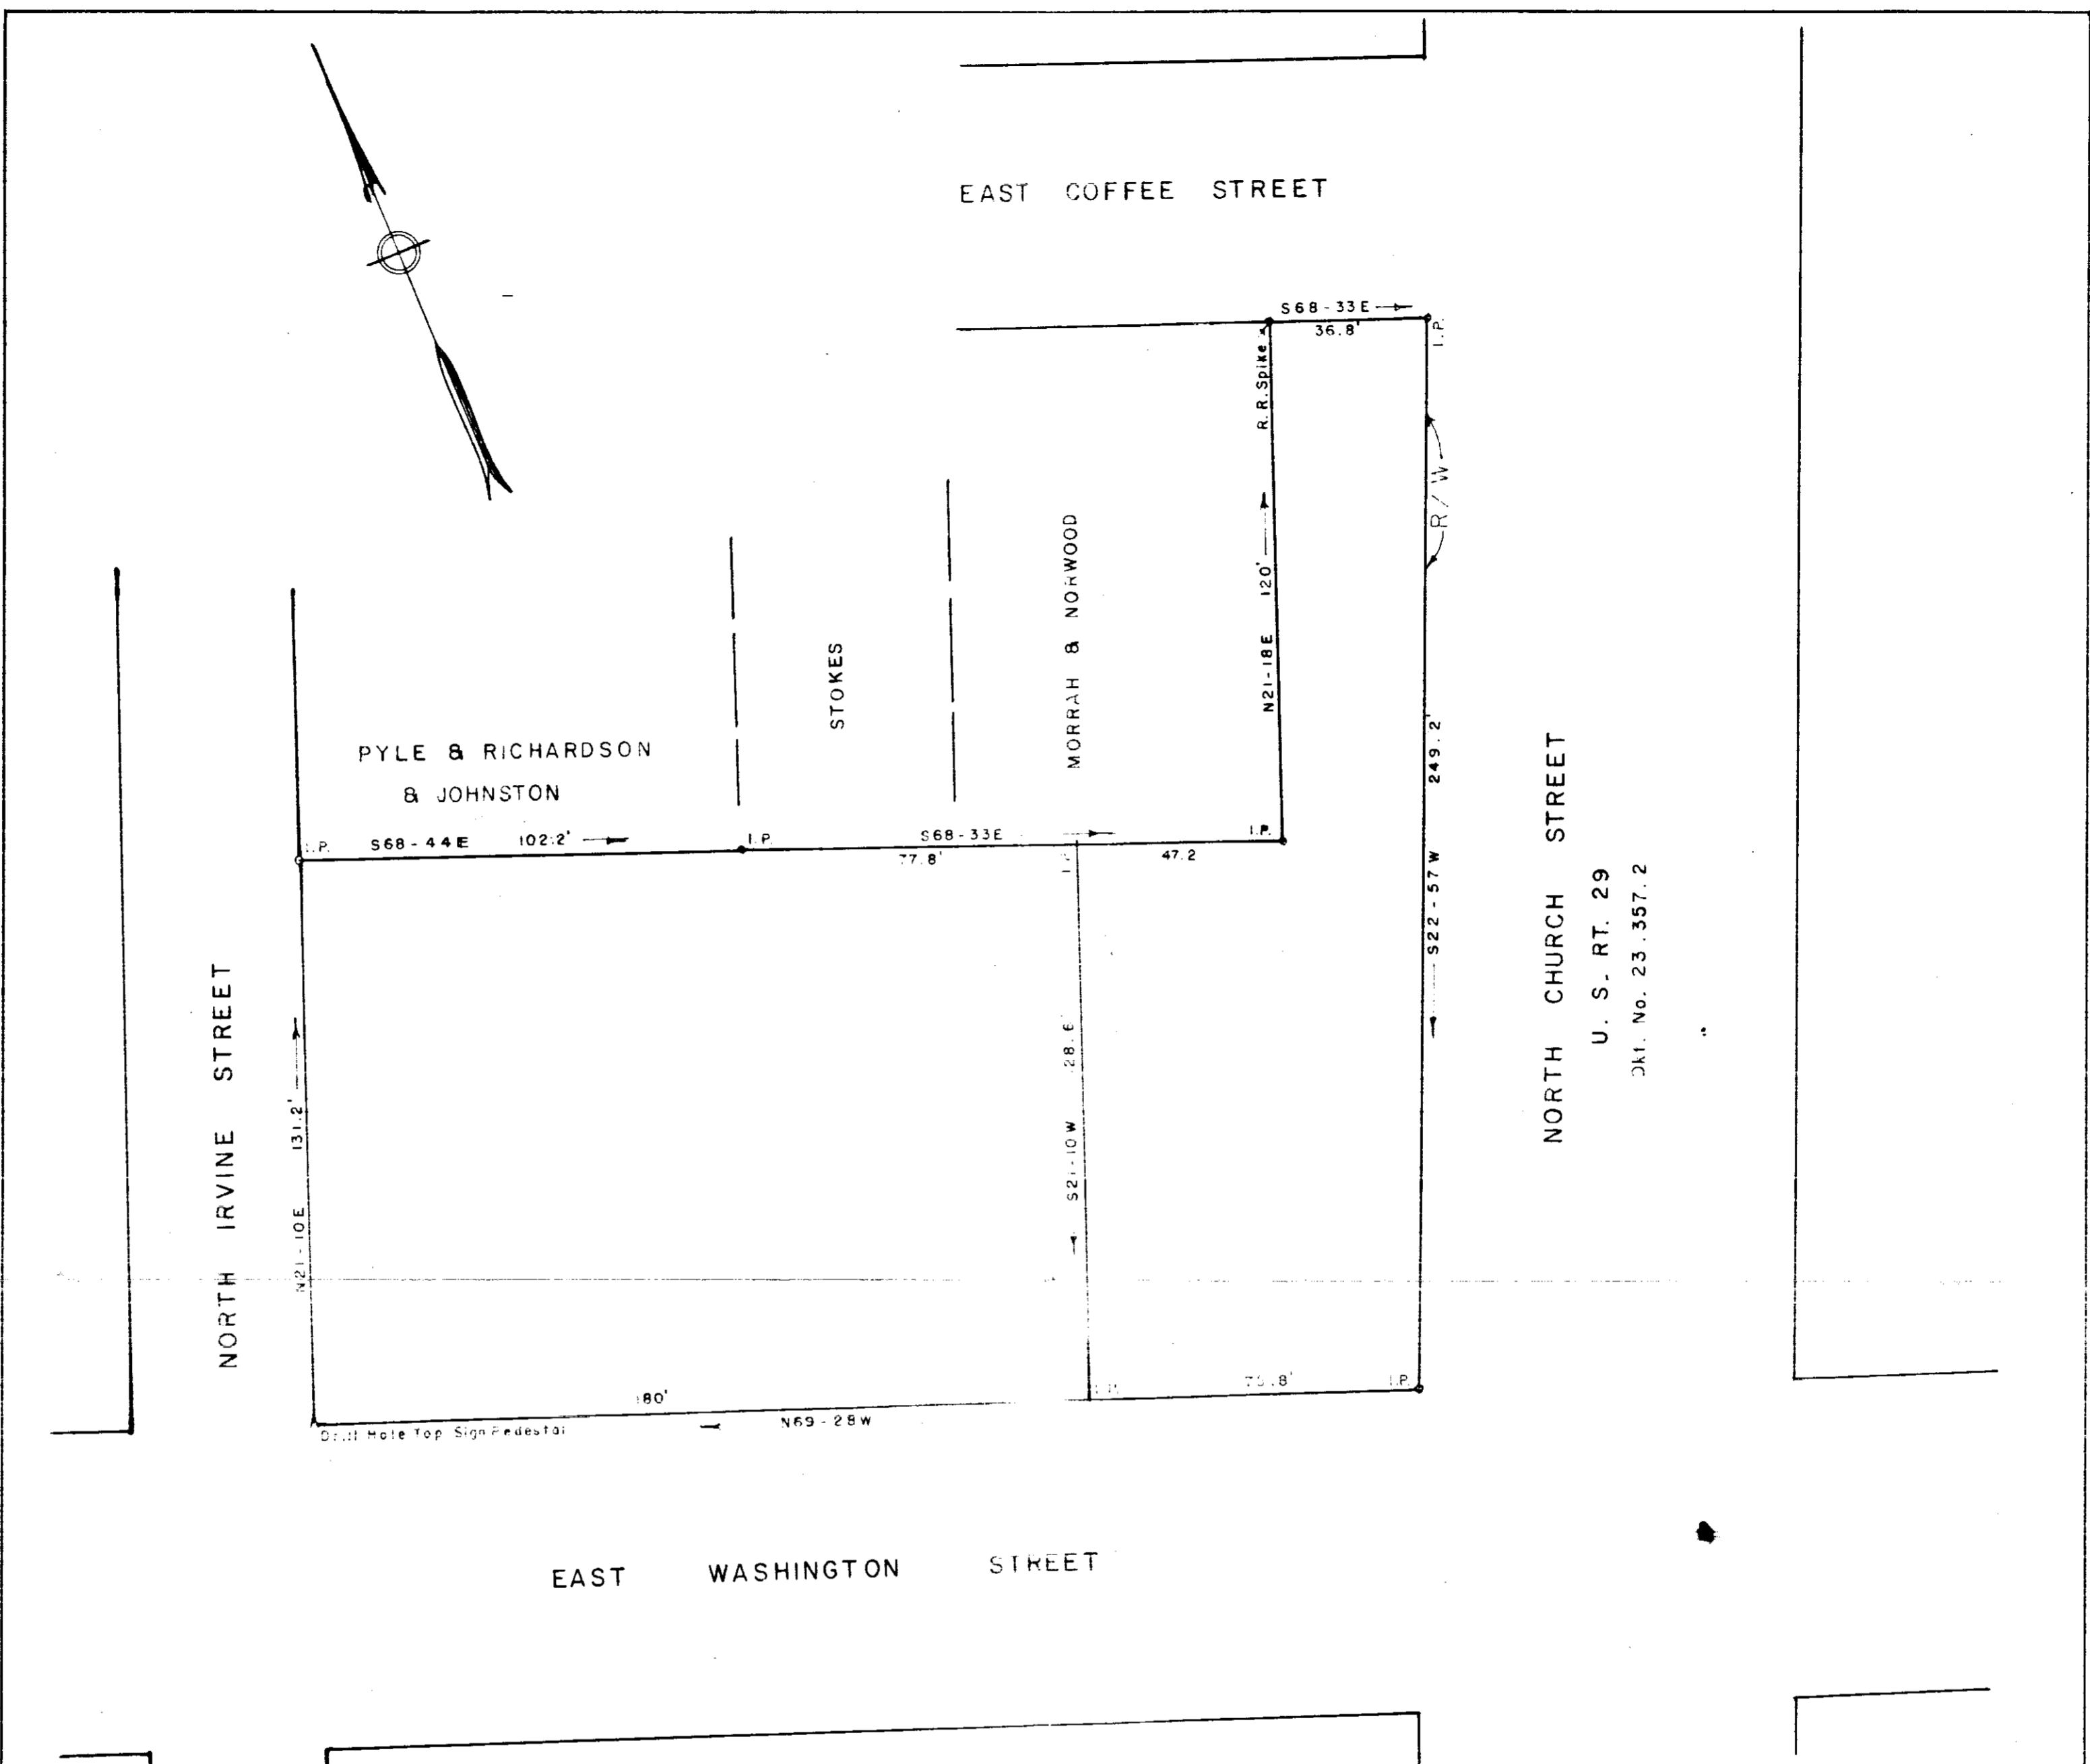 EAST COFFEE STREET
S68-33E
36.8'
I.P.
R.R.Spike
R/W
N21-18E 120'
STOKES
MORRAH & NORWOOD
PYLE & RICHARDSON
& JOHNSTON
I.P.
S68-44E 102.2'
I.P.
S68-33E
77.8'
I.P.
47.2
S22-57W 249.2'
NORTH CHURCH STREET
U. S. RT. 29
Dkt. No. 23.357.2
NORTH IRVINE STREET
N21-10E 131.2'
S21-10W 28.6
180'
N69-28W
I.P.
I.P.
Drill Hole Top Sign Pedestal
EAST WASHINGTON STREET